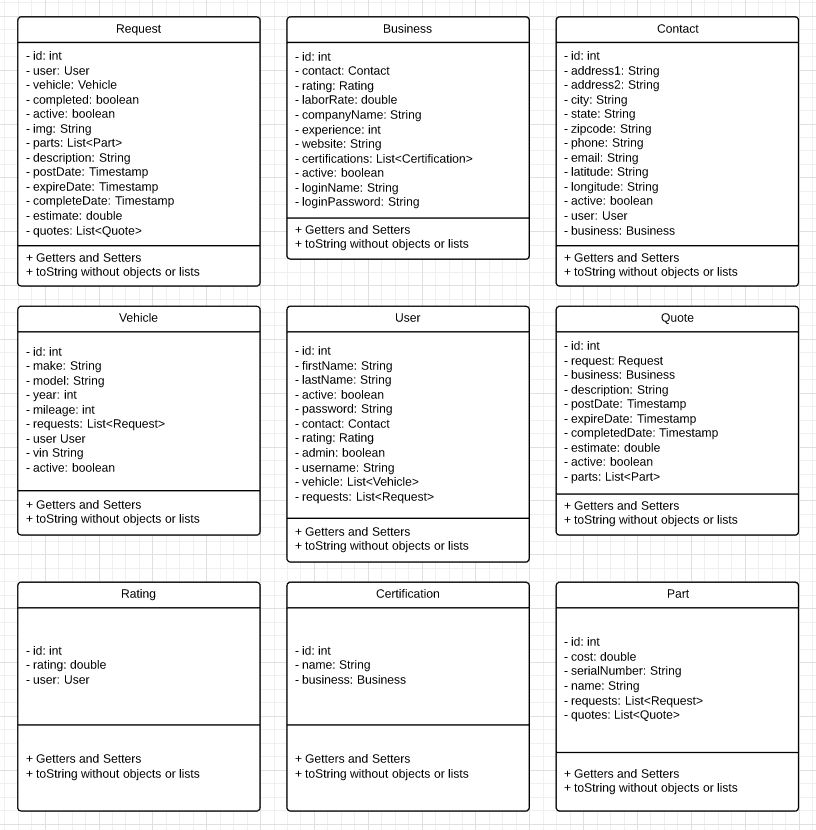 Request
- id: int
- user: User
- vehicle: Vehicle
- completed: boolean
- active: boolean
- img: String
- parts: List<Part>
- description: String
- postDate: Timestamp
- expireDate: Timestamp
- completeDate: Timestamp
- estimate: double
- quotes: List<Quote>
+ Getters and Setters
+ toString without objects or lists
Business
- id: int
- contact: Contact
- rating: Rating
- laborRate: double
- companyName: String
- experience: int
- website: String
- certifications: List<Certification>
- active: boolean
- loginName: String
- loginPassword: String
+ Getters and Setters
+ toString without objects or lists
Contact
- id: int
- address1: String
- address2: String
- city: String
- state: String
- zipcode: String
- phone: String
- email: String
- latitude: String
- longitude: String
- active: boolean
- user: User
- business: Business
+ Getters and Setters
+ toString without objects or lists
Vehicle
- id: int
- make: String
- model: String
- year: int
- mileage: int
- requests: List<Request>
- user User
- vin String
- active: boolean
+ Getters and Setters
+ toString without objects or lists
User
- id: int
- firstName: String
- lastName: String
- active: boolean
- password: String
- contact: Contact
- rating: Rating
- admin: boolean
- username: String
- vehicle: List<Vehicle>
- requests: List<Request>
+ Getters and Setters
+ toString without objects or lists
Quote
- id: int
- request: Request
- business: Business
- description: String
- postDate: Timestamp
- expireDate: Timestamp
- completedDate: Timestamp
- estimate: double
- active: boolean
- parts: List<Part>
+ Getters and Setters
+ toString without objects or lists
Rating
- id: int
- rating: double
- user: User
+ Getters and Setters
+ toString without objects or lists
Certification
- id: int
- name: String
- business: Business
+ Getters and Setters
+ toString without objects or lists
Part
- id: int
- cost: double
- serialNumber: String
- name: String
- requests: List<Request>
- quotes: List<Quote>
+ Getters and Setters
+ toString without objects or lists